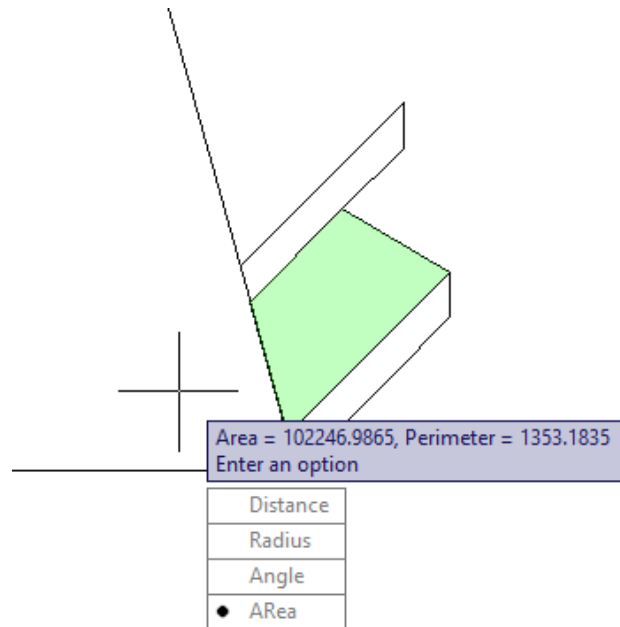 Area = 102246.9865, Perimeter = 1353.1835
Enter an option
Distance
Radius
Angle
ARea